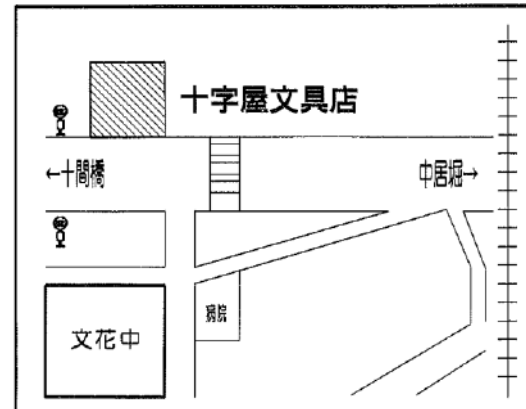 十字屋文具店
←十間橋
中居堀→
病院
文花中